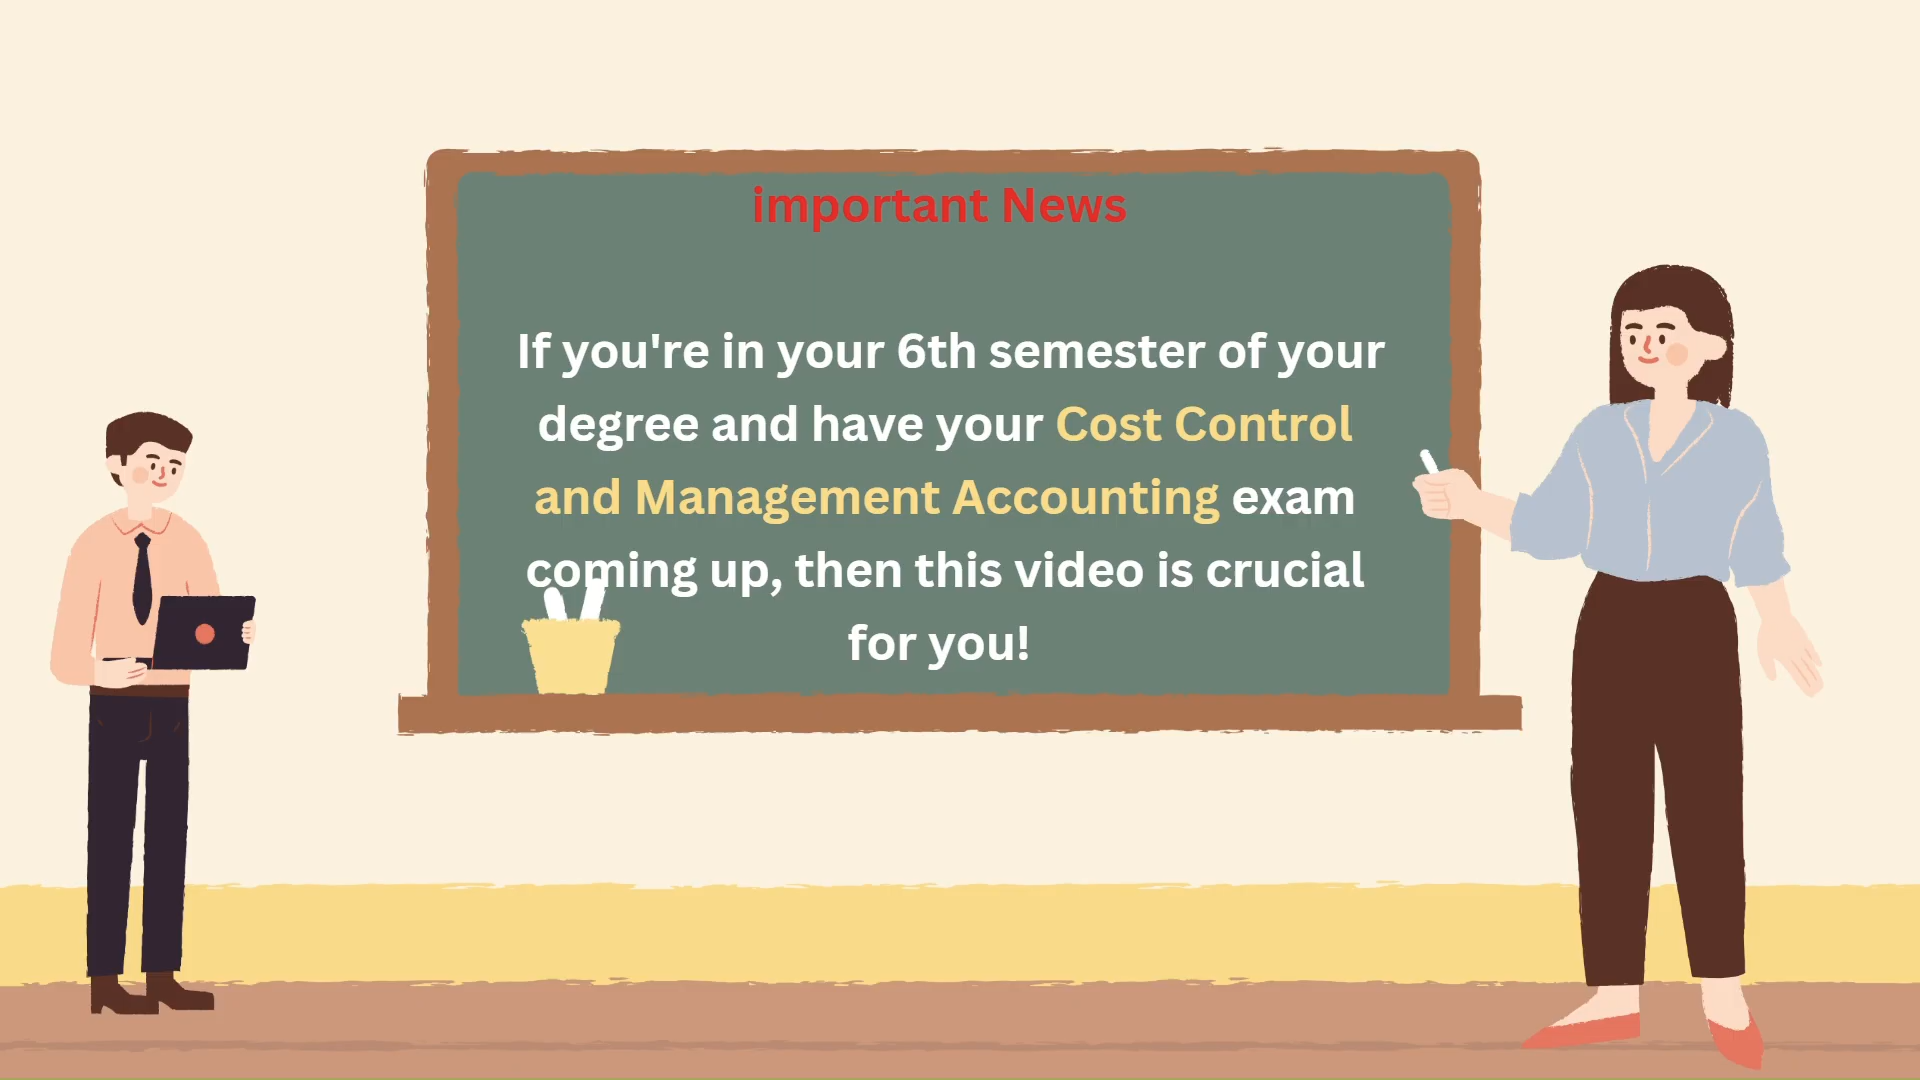 important News
If you're in your 6th semester of your
degree and have your Cost Control
and Management Accounting exam
coming up, then this video is crucial
for you!